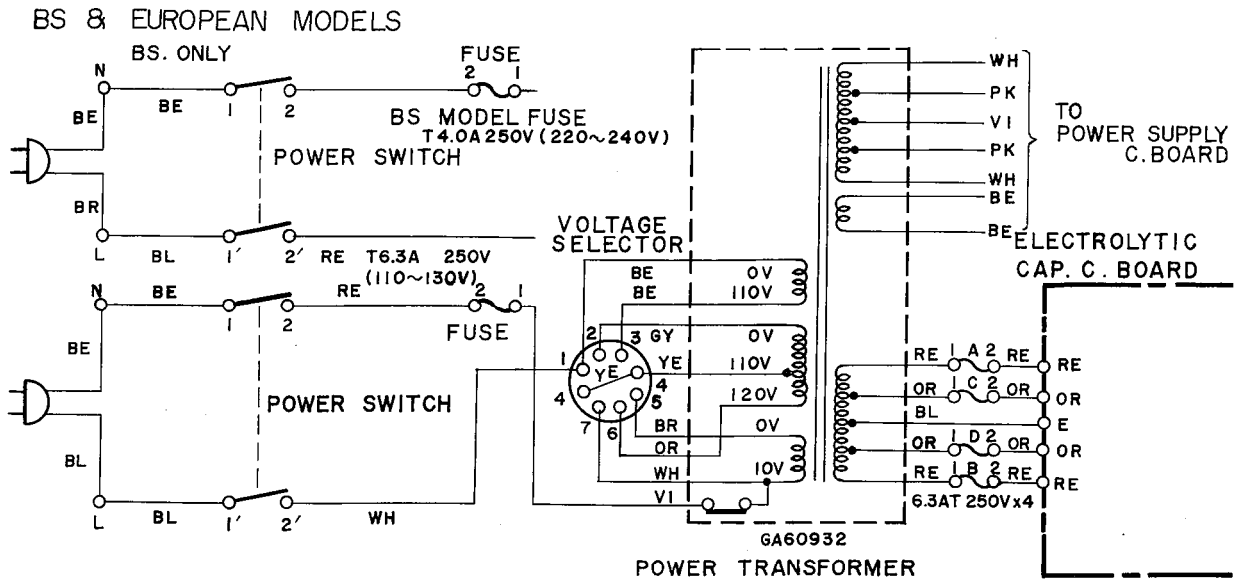 BS & EUROPEAN MODELS
BS. ONLY
FUSE
N
BE
1
2
2
1
BE
BS MODEL FUSE
T4.0A 250V (220~240V)
POWER SWITCH
BR
L
BL
1'
2'
RE
T6.3A 250V
(110~130V)
N
BE
1
2
RE
2
1
FUSE
BE
POWER SWITCH
BL
L
BL
1'
2'
WH
VOLTAGE
SELECTOR
BE
0V
BE
110V
2
3
GY
0V
1
YE
YE
110V
4
4
120V
5
7
6
BR
0V
OR
WH
10V
VI
GA60932
POWER TRANSFORMER
WH
PK
VI
PK
WH
BE
BE
TO
POWER SUPPLY
C.BOARD
ELECTROLYTIC
CAP. C. BOARD
RE 1 A 2 RE RE
OR 1 C 2 OR OR
BL E
OR 1 D 2 OR OR
RE 1 B 2 RE RE
6.3AT 250Vx4